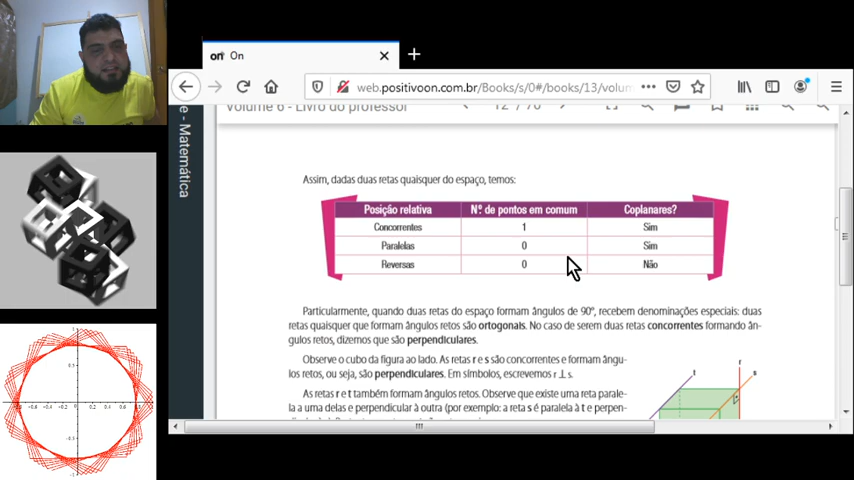 on On
web.positivoon.com.br/Books/s/0#/books/13/volum
Volume 6 - Livro do professor
12 / 70
e - Matemática
Assim, dadas duas retas quaisquer do espaço, temos:
Posição relativa Nº de pontos em comum Coplanares?
Concorrentes 1 Sim
Paralelas 0 Sim
Reversas 0 Não
Particularmente, quando duas retas do espaço formam ângulos de 90°, recebem denominações especiais: duas
retas quaisquer que formam ângulos retos são ortogonais. No caso de serem duas retas concorrentes formando ân-
gulos retos, dizemos que são perpendiculares.
Observe o cubo da figura ao lado. As retas r e s são concorrentes e formam ângu-
los retos, ou seja, são perpendiculares. Em símbolos, escrevemos r⊥s.
As retas r e t também formam ângulos retos. Observe que existe uma reta parale-
la a uma delas e perpendicular à outra (por exemplo: a reta s é paralela à t e perpen-
r
t
s